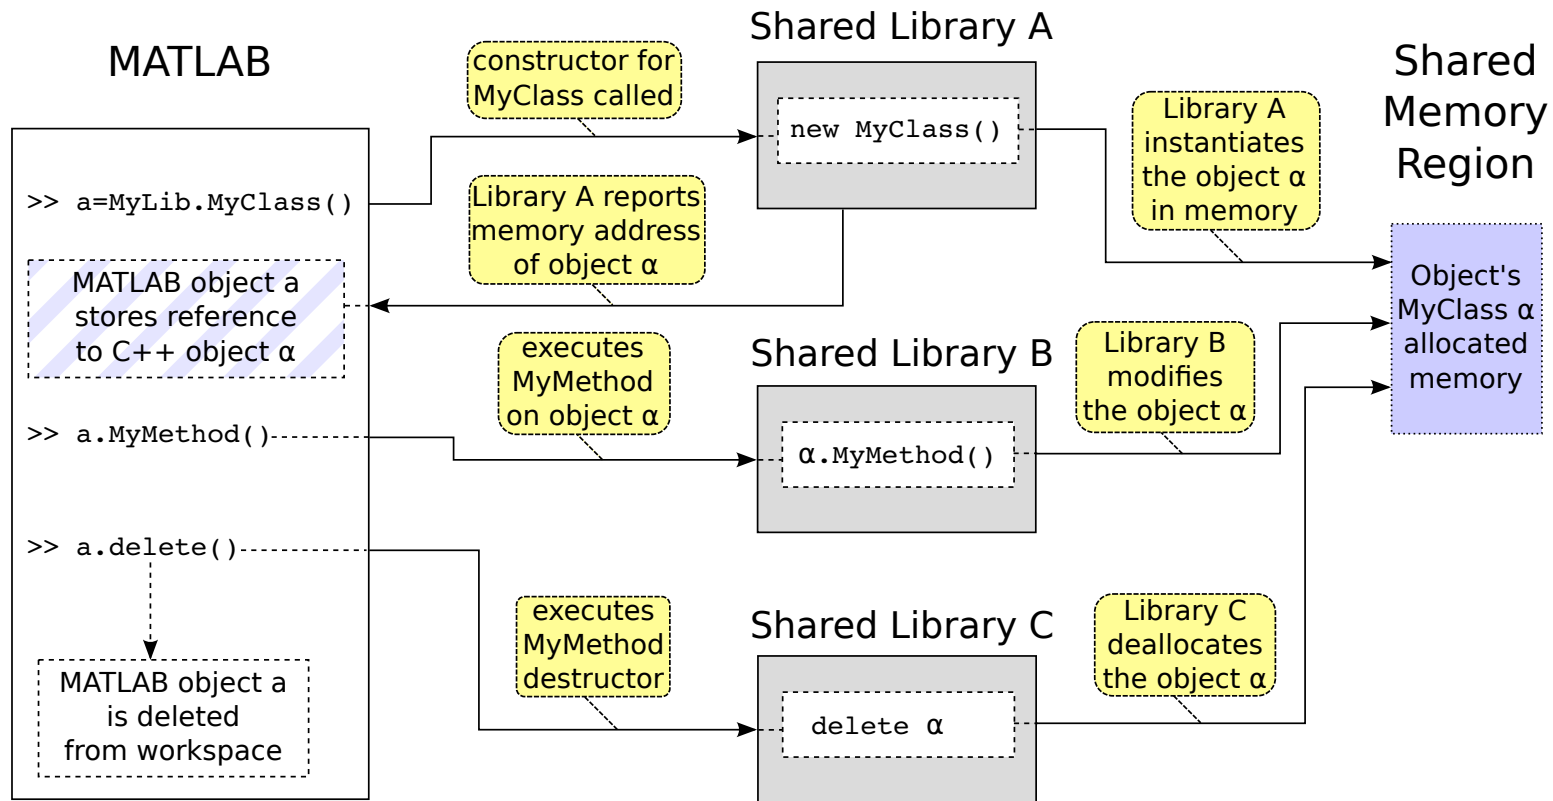 MATLAB
>> a=MyLib.MyClass()
MATLAB object a
stores reference
to C++ object α
>> a.MyMethod()
>> a.delete()
MATLAB object a
is deleted
from workspace
constructor for
MyClass called
Library A reports
memory address
of object α
executes
MyMethod
on object α
executes
MyMethod
destructor
Shared Library A
new MyClass()
Shared Library B
α.MyMethod()
Shared Library C
delete α
Library A
instantiates
the object α
in memory
Library B
modifies
the object α
Library C
deallocates
the object α
Shared
Memory
Region
Object's
MyClass α
allocated
memory